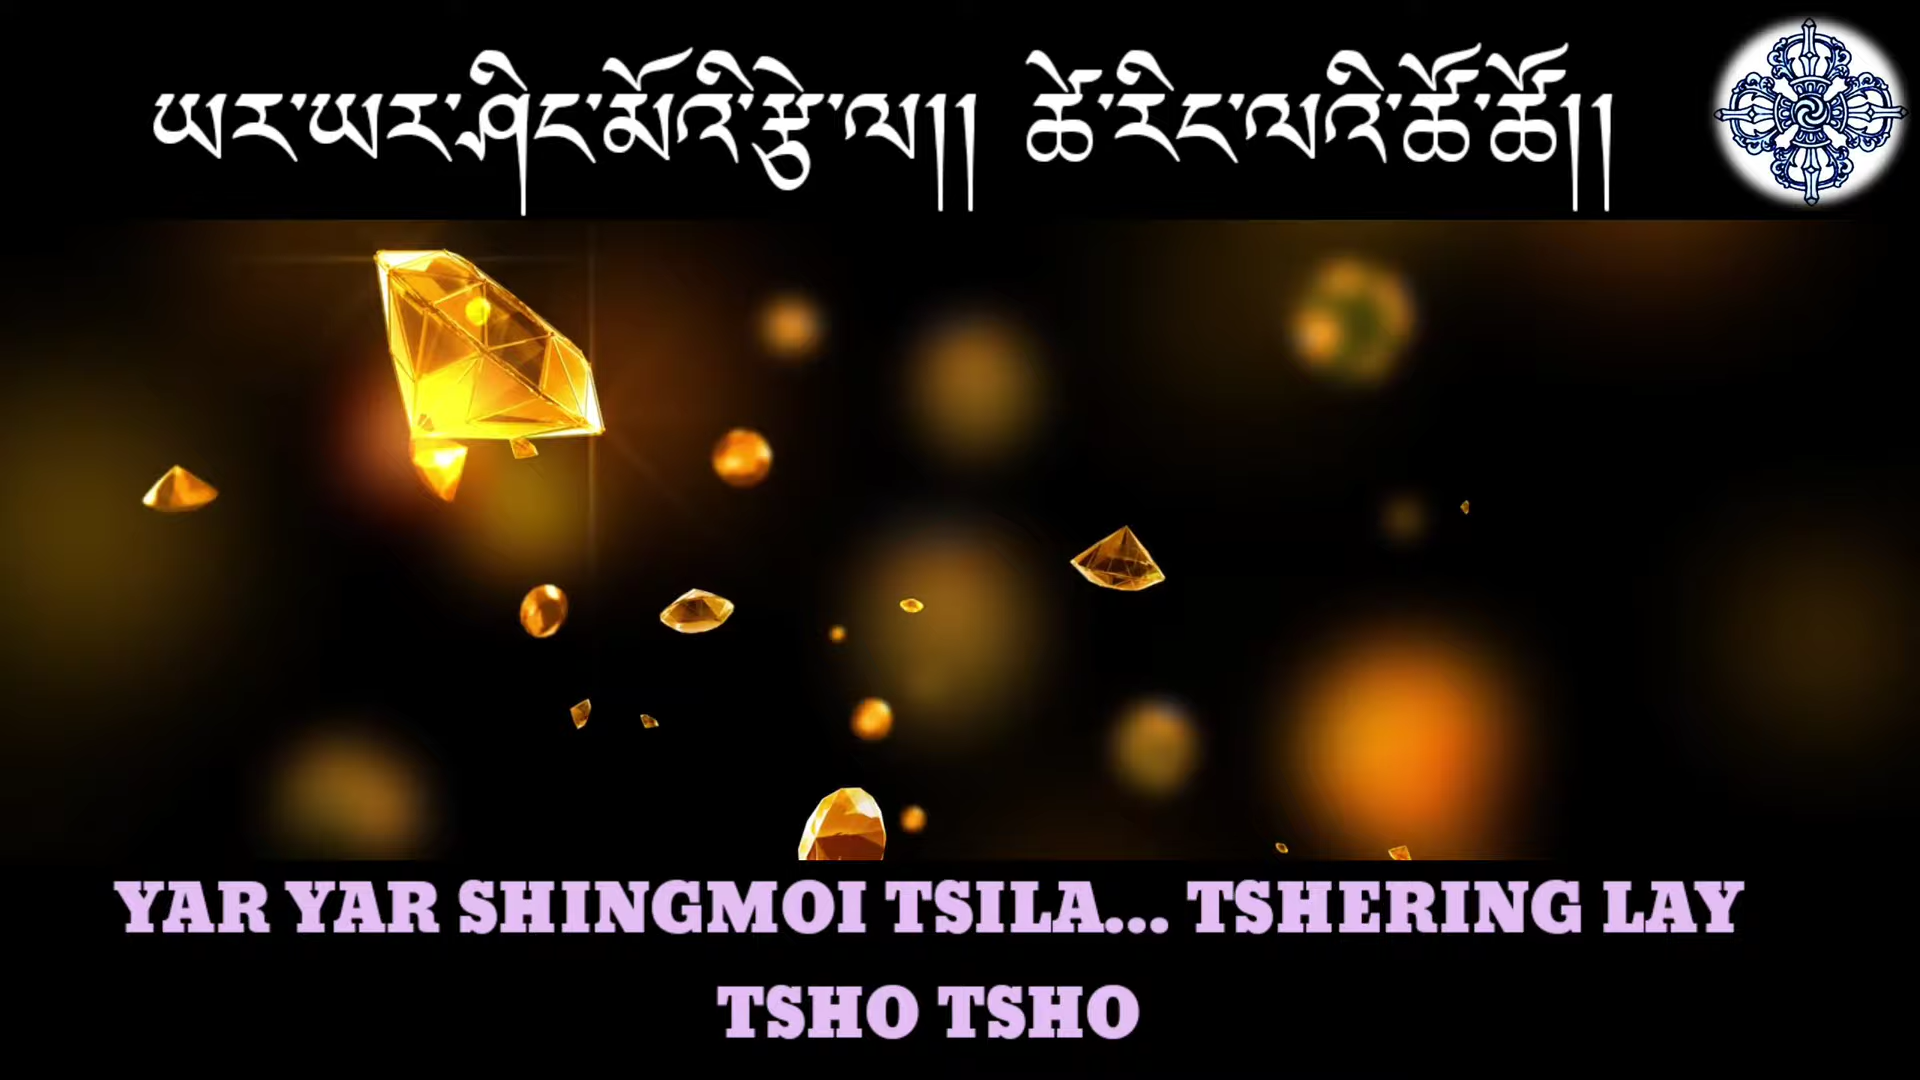 ཡར་ཡར་ཤིང་མོའི་རྩེ་ལ།། ཚེ་རིང་ལའི་ཚོ་ཚོ།།
YAR YAR SHINGMOI TSILA... TSHERING LAY
TSHO TSHO